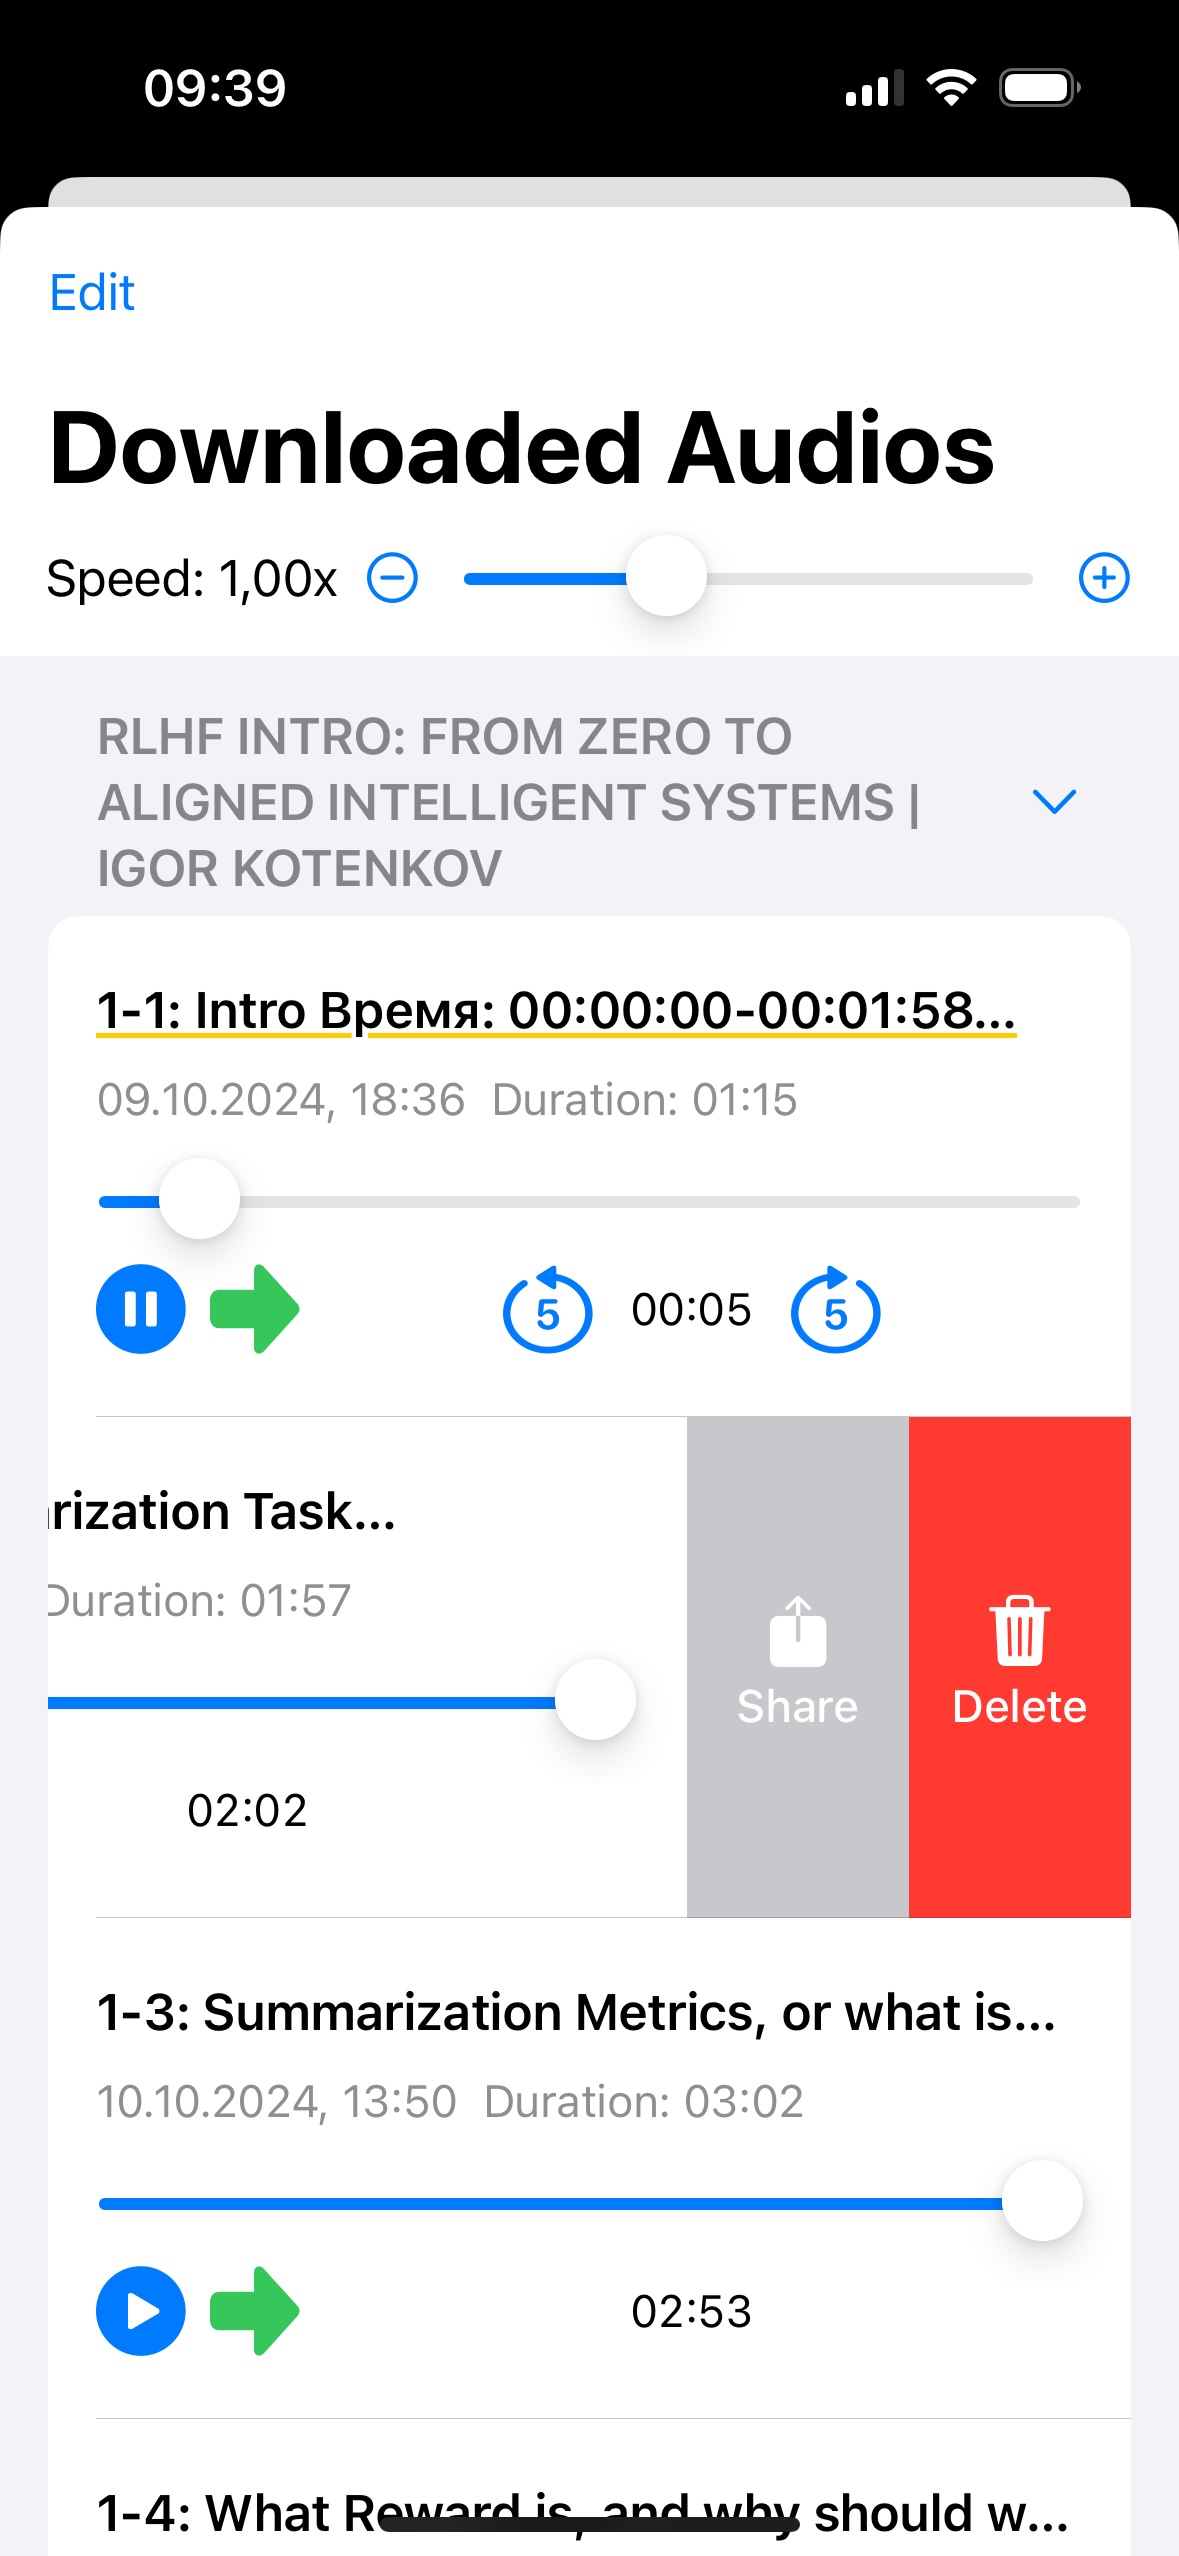 09:39
Edit
Downloaded Audios
Speed: 1,00x
RLHF INTRO: FROM ZERO TO
ALIGNED INTELLIGENT SYSTEMS |
IGOR KOTENKOV
1-1: Intro Время: 00:00:00-00:01:58...
09.10.2024, 18:36 Duration: 01:15
5 00:05 5
rization Task...
Duration: 01:57
Share Delete
02:02
1-3: Summarization Metrics, or what is...
10.10.2024, 13:50 Duration: 03:02
02:53
1-4: What Reward is, and why should w...